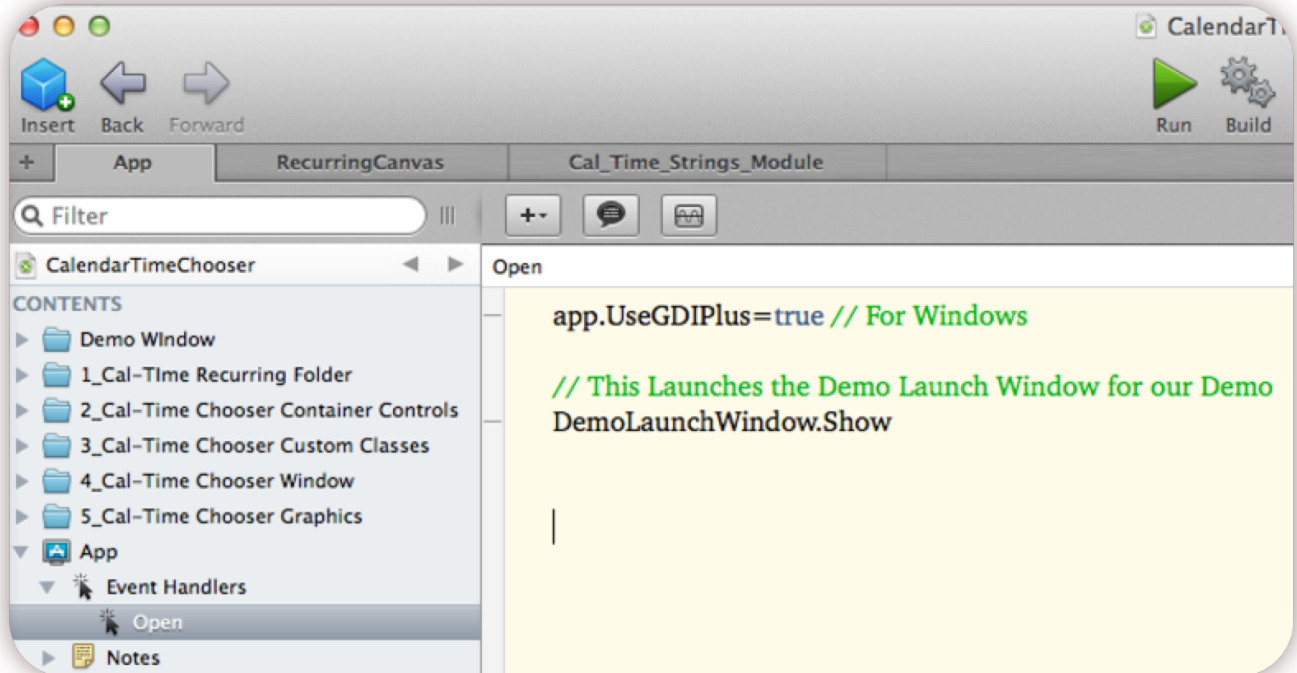 CalendarTi
Insert Back Forward
Run Build
+ App RecurringCanvas Cal_Time_Strings_Module
Filter
CalendarTimeChooser
Open
CONTENTS
Demo WIndow
1_Cal-TIme Recurring Folder
2_Cal-Time Chooser Container Controls
3_Cal-Time Chooser Custom Classes
4_Cal-Time Chooser Window
5_Cal-Time Chooser Graphics
App
Event Handlers
Open
Notes
app.UseGDIPlus=true // For Windows
// This Launches the Demo Launch Window for our Demo
DemoLaunchWindow.Show